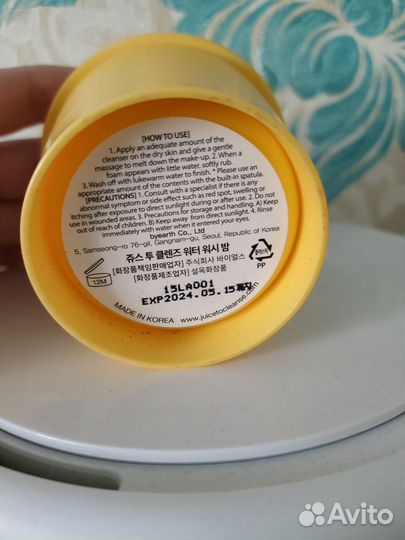 [HOW TO USE]
1. Apply an adequate amount of the
cleanser on the dry skin and give a gentle
massage to melt down the make-up. 2. When a
foam appears with little water, softly rub.
3. Wash off with lukewarm water to finish. * Please use an
appropriate amount of the contents with the built-in spatula.
[PRECAUTIONS] 1. Consult with a specialist if there is any
abnormal symptom or side effect such as red spot, swelling or
itching after exposure to direct sunlight during or after use. 2. Do not
use in wounded areas. 3. Precautions for storage and handling. A) Keep
out of reach of children. B) Keep away from direct sunlight. 4. Rinse
immediately with water when it entered your eyes.
byearth Co., Ltd
5, Samseong-ro 76-gil, Gangnam-gu, Seoul, Republic of Korea
쥬스 투 클렌즈 워터 워시 밤
[화장품책임판매업자] 주식회사 바이얼스
[화장품제조업자] 설옥화장품
12M
PP
15LA001
EXP2024.05.15까지
MADE IN KOREA www.juicetocleanse.com
Avito